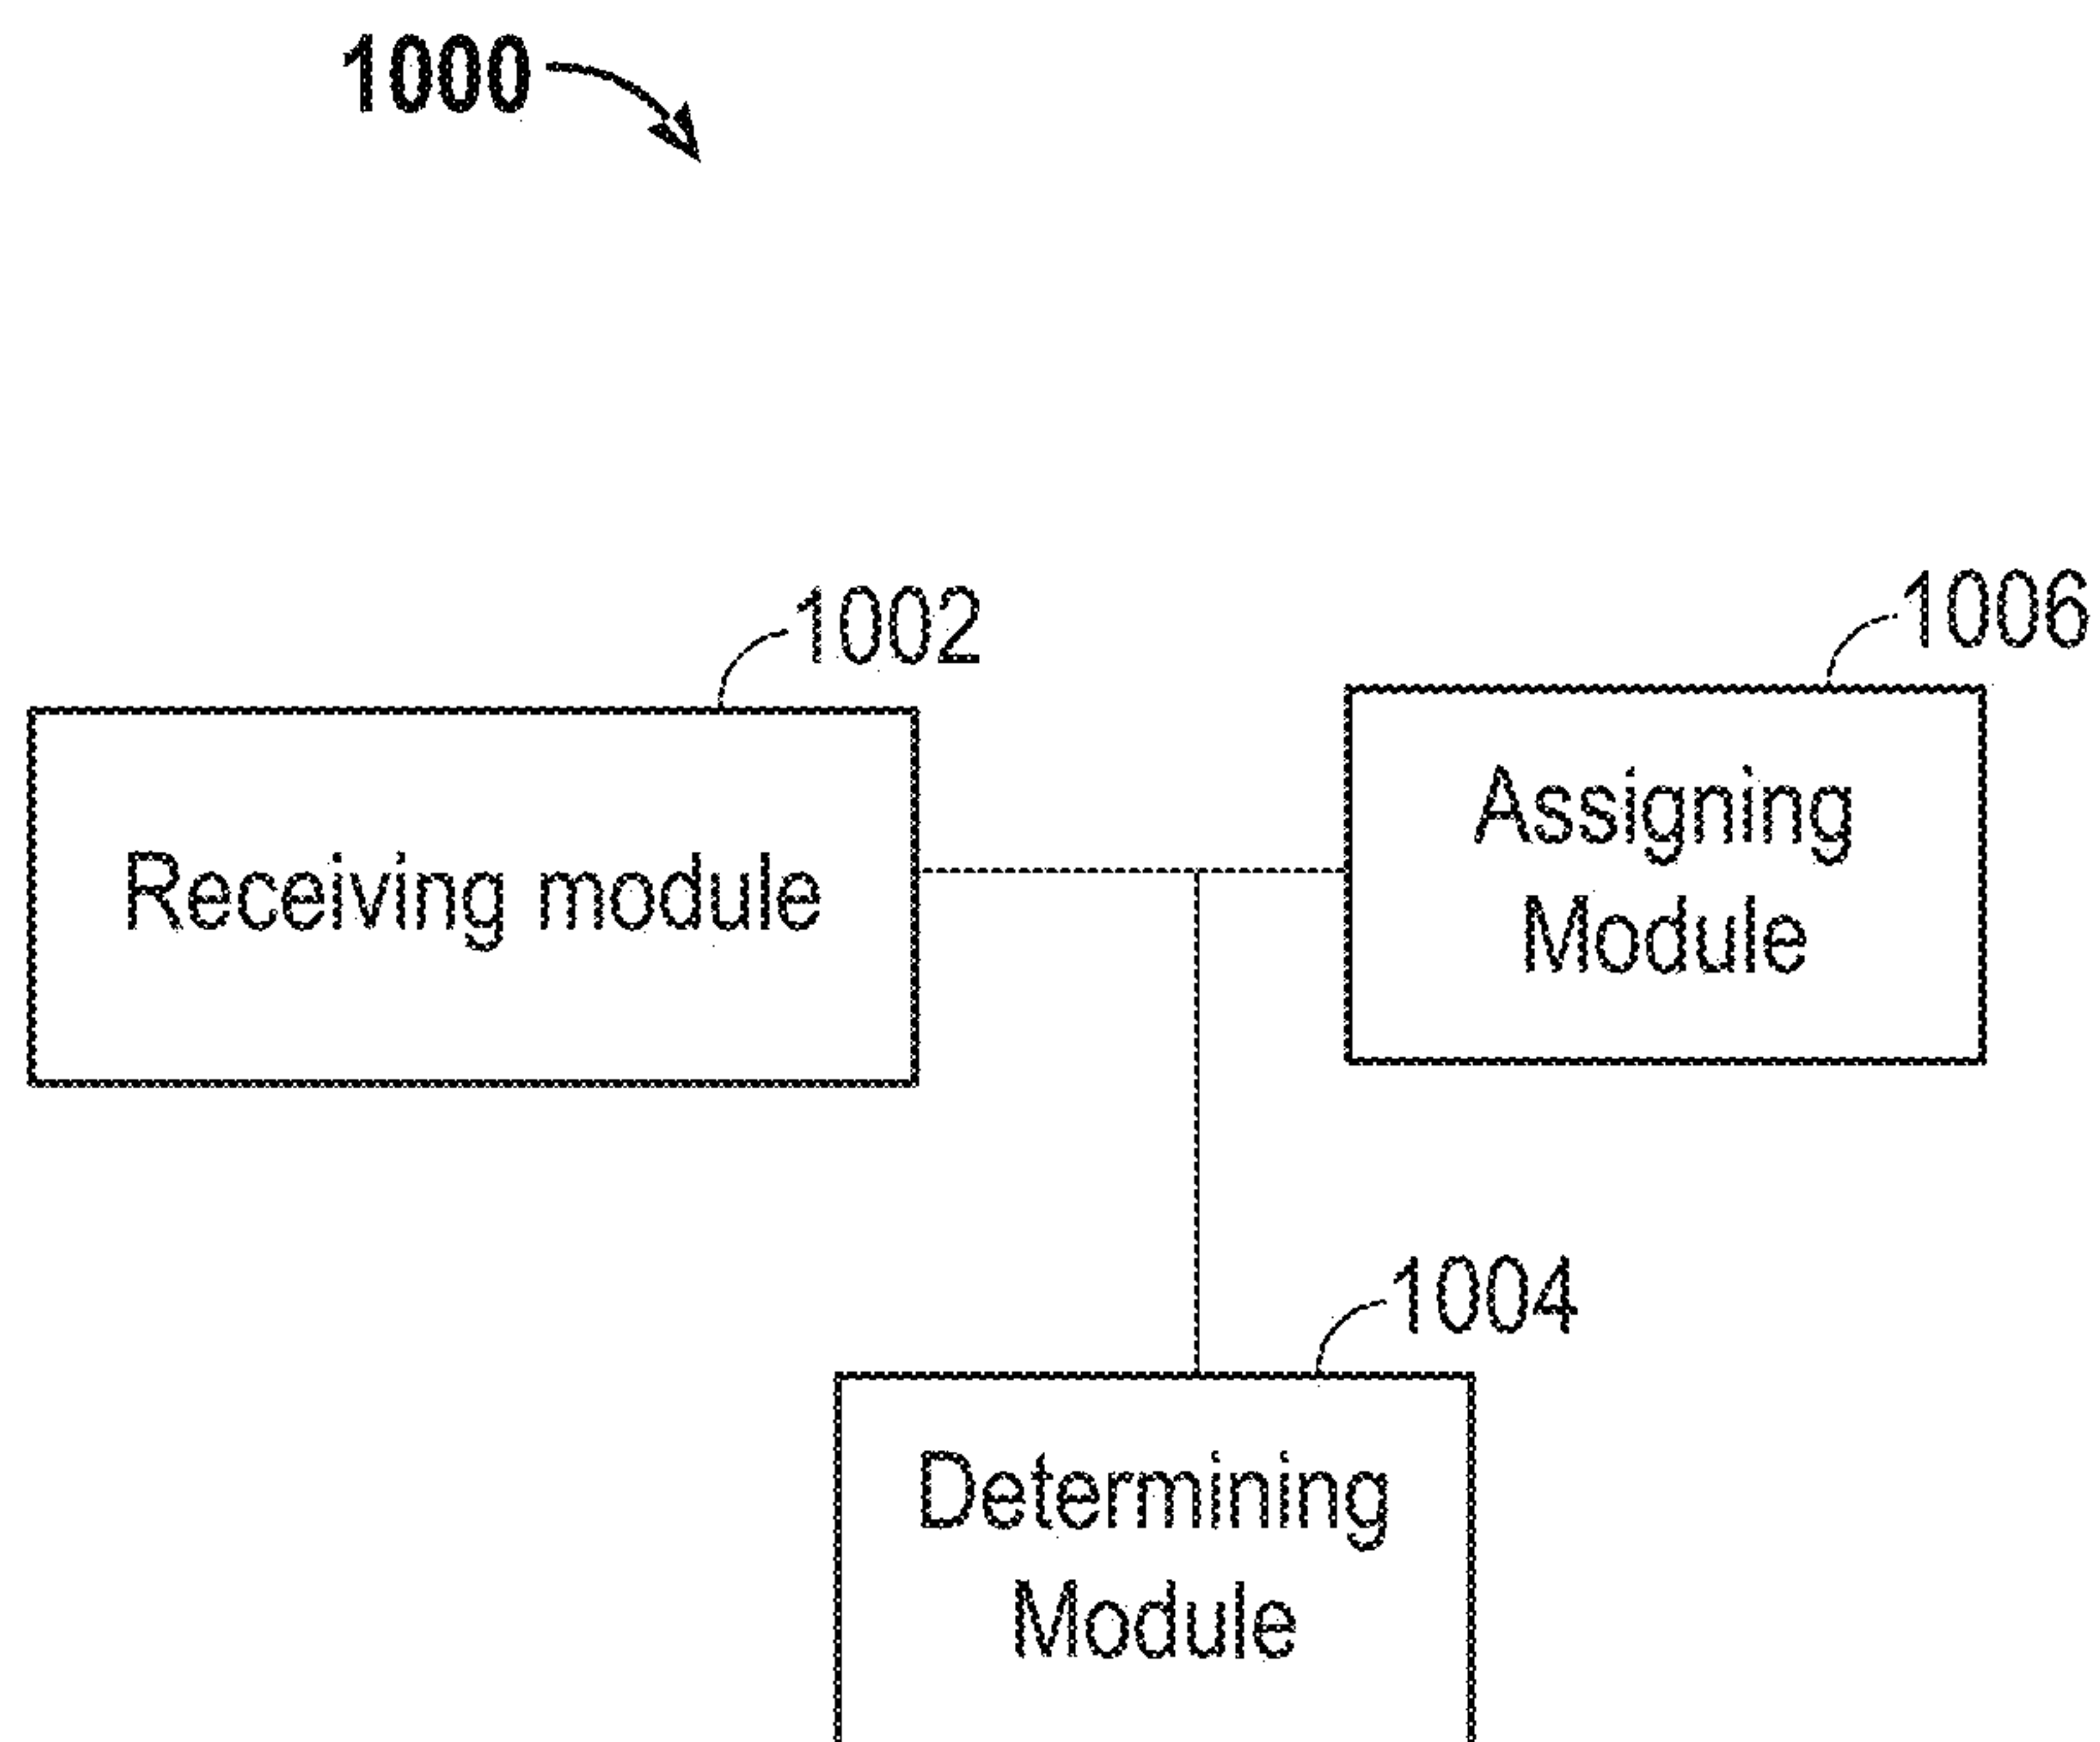 1000
1002
1006
Receiving module
Assigning
Module
1004
Determining
Module